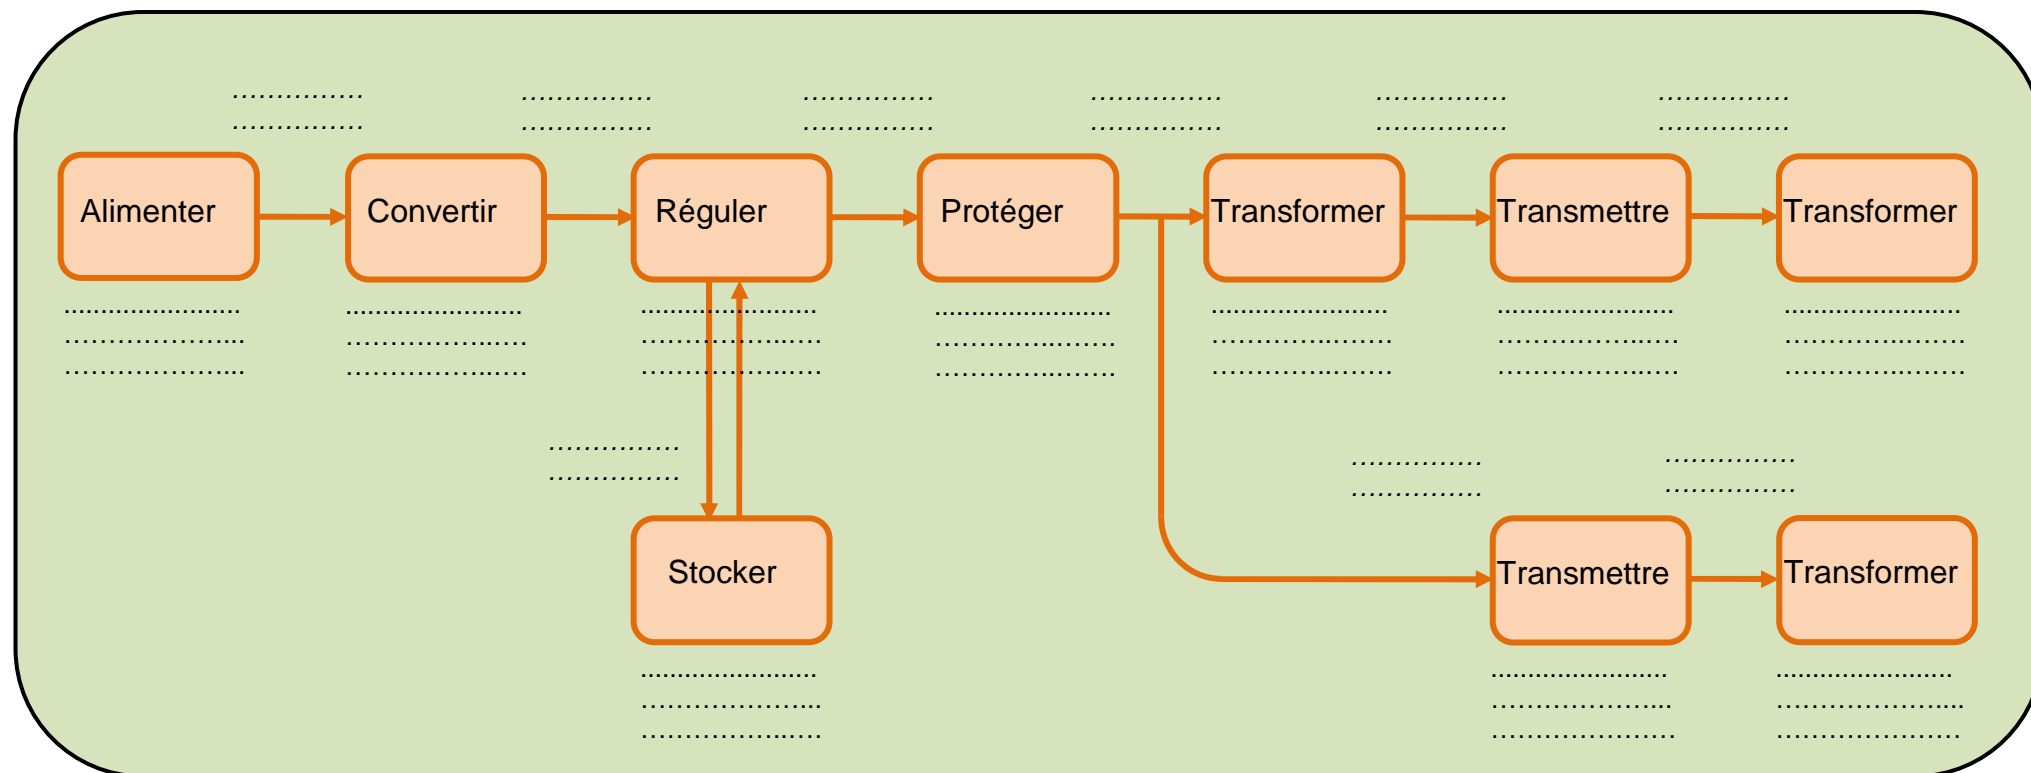 Alimenter
Convertir
Réguler
Protéger
Transformer
Transmettre
Transformer
Stocker
Transmettre
Transformer